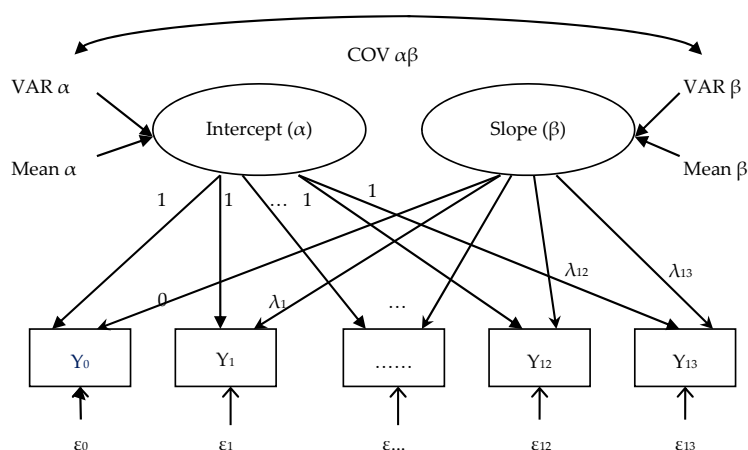 COV αβ
VAR α
VAR β
Intercept (α)
Slope (β)
Mean α
Mean β
1
1
...
1
1
0
λ1
...
λ12
λ13
Y0
Y1
......
Y12
Y13
ε0
ε1
ε...
ε12
ε13